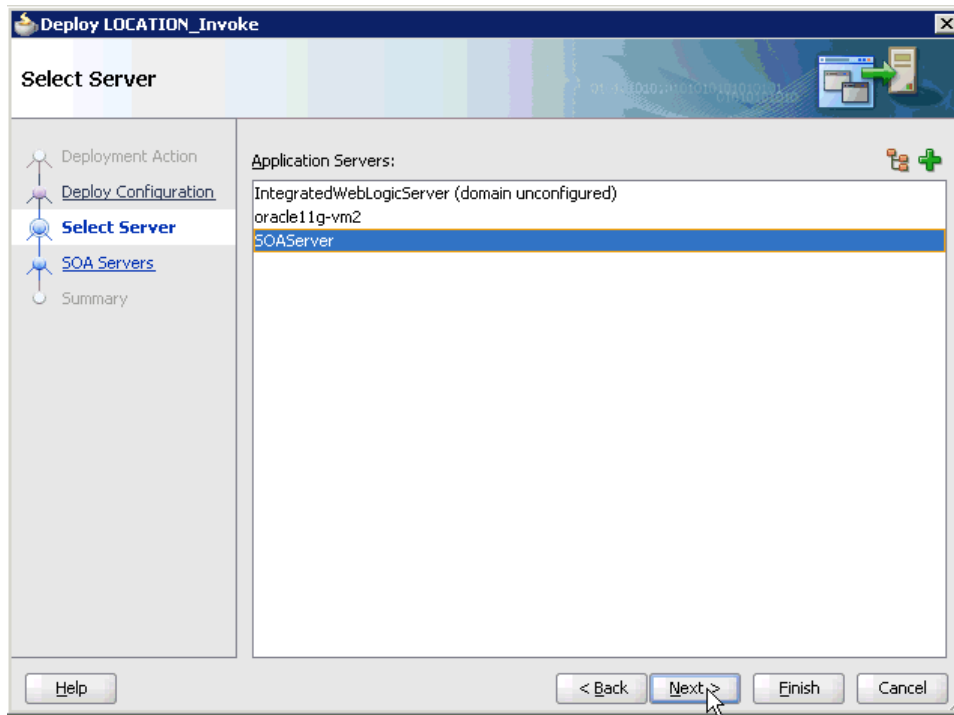 Deploy LOCATION_Invoke
Select Server
Deployment Action
Deploy Configuration
Select Server
SOA Servers
Summary
Application Servers:
IntegratedWebLogicServer (domain unconfigured)
oracle11g-vm2
SOAServer
Help
< Back
Next >
Finish
Cancel